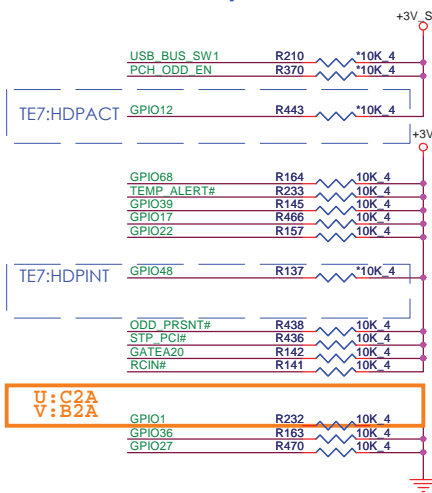 +3V_S
USB_BUS_SW1 R210 *10K_4
PCH_ODD_EN R370 *10K_4
TE7:HDPACT GPIO12 R443 *10K_4
+3V
GPIO68 R164 10K_4
TEMP_ALERT# R233 10K_4
GPIO39 R145 10K_4
GPIO17 R466 10K_4
GPIO22 R157 10K_4
TE7:HDPINT GPIO48 R137 *10K_4
ODD_PRSNT# R438 10K_4
STP_PCI# R436 10K_4
GATEA20 R142 10K_4
RCIN# R141 10K_4
U:C2A
V:B2A
GPIO1 R232 10K_4
GPIO36 R163 10K_4
GPIO27 R470 10K_4